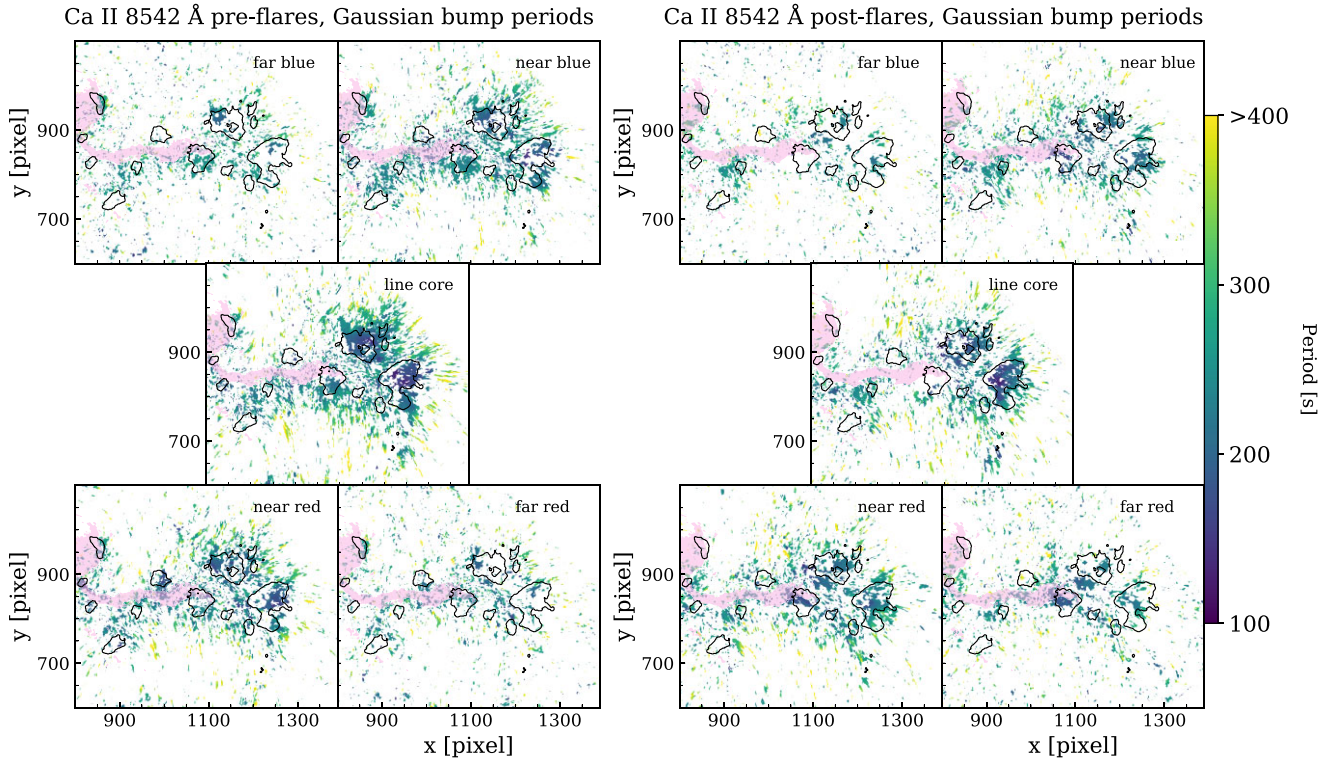 Ca II 8542 Å pre-flares, Gaussian bump periods
Ca II 8542 Å post-flares, Gaussian bump periods
far blue
near blue
far blue
near blue
y [pixel]
900
700
y [pixel]
900
700
line core
900
700
line core
900
700
near red
far red
near red
far red
y [pixel]
900
700
y [pixel]
900
700
900
1100
1300
900
1100
1300
900
1100
1300
900
1100
1300
x [pixel]
x [pixel]
>400
300
200
100
Period [s]